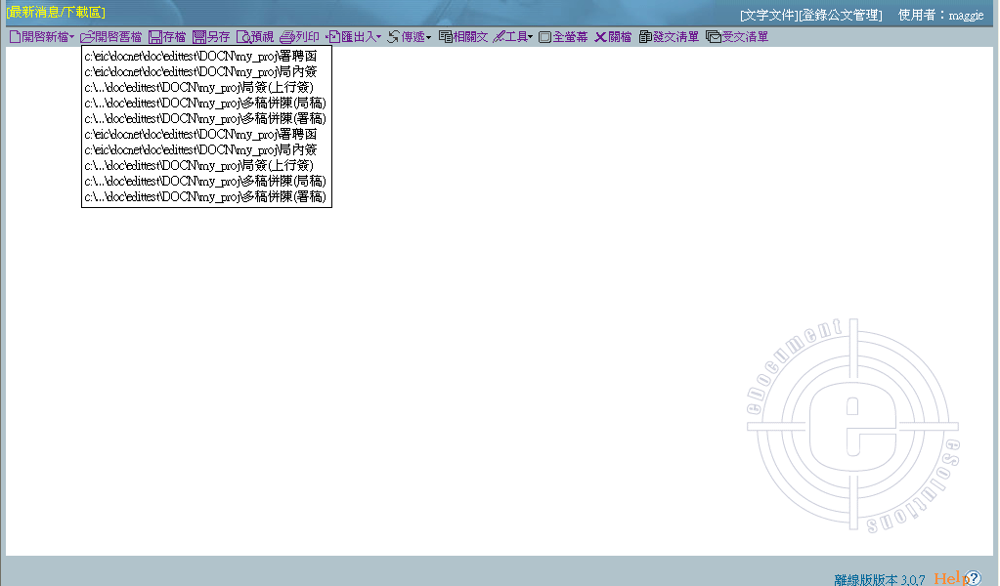 [最新消息/下載區]
[文字文件][登錄公文管理] 使用者：maggie
開啓新檔 開啓舊檔 存檔 另存 預視 列印 匯出入 傳遞 相關文 工具 全螢幕 關檔 發文清單 受文清單
c:\eic\docnet\doc\edittest\DOCN\my_proj\署聘函
c:\eic\docnet\doc\edittest\DOCN\my_proj\局內簽
c:\...\doc\edittest\DOCN\my_proj\局簽(上行簽)
c:\...\doc\edittest\DOCN\my_proj\多稿併陳(局稿)
c:\...\doc\edittest\DOCN\my_proj\多稿併陳(署稿)
c:\eic\docnet\doc\edittest\DOCN\my_proj\署聘函
c:\eic\docnet\doc\edittest\DOCN\my_proj\局內簽
c:\...\doc\edittest\DOCN\my_proj\局簽(上行簽)
c:\...\doc\edittest\DOCN\my_proj\多稿併陳(局稿)
c:\...\doc\edittest\DOCN\my_proj\多稿併陳(署稿)
eDocument
e
eSolutions
離線版版本 3.0.7 Help?